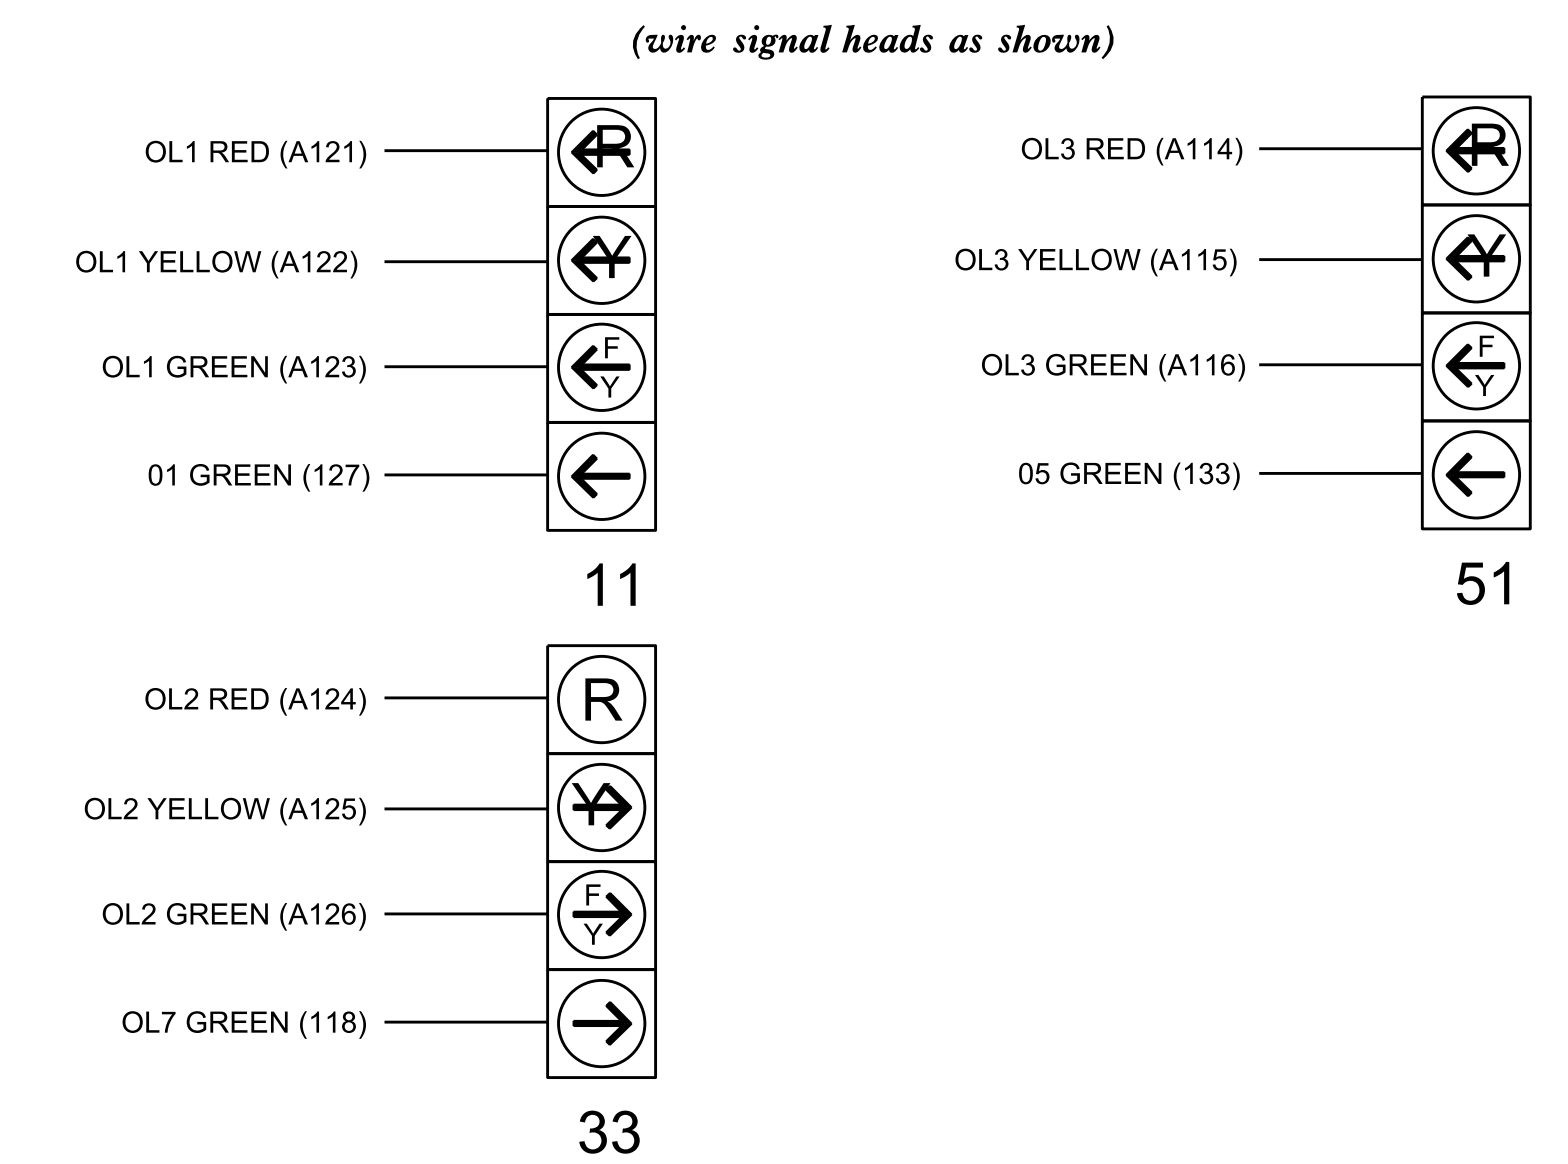 (wire signal heads as shown)
OL1 RED (A121)
R
OL1 YELLOW (A122)
Y
OL1 GREEN (A123)
F
Y
01 GREEN (127)
11
OL3 RED (A114)
R
OL3 YELLOW (A115)
Y
OL3 GREEN (A116)
F
Y
05 GREEN (133)
51
OL2 RED (A124)
R
OL2 YELLOW (A125)
Y
OL2 GREEN (A126)
F
Y
OL7 GREEN (118)
33